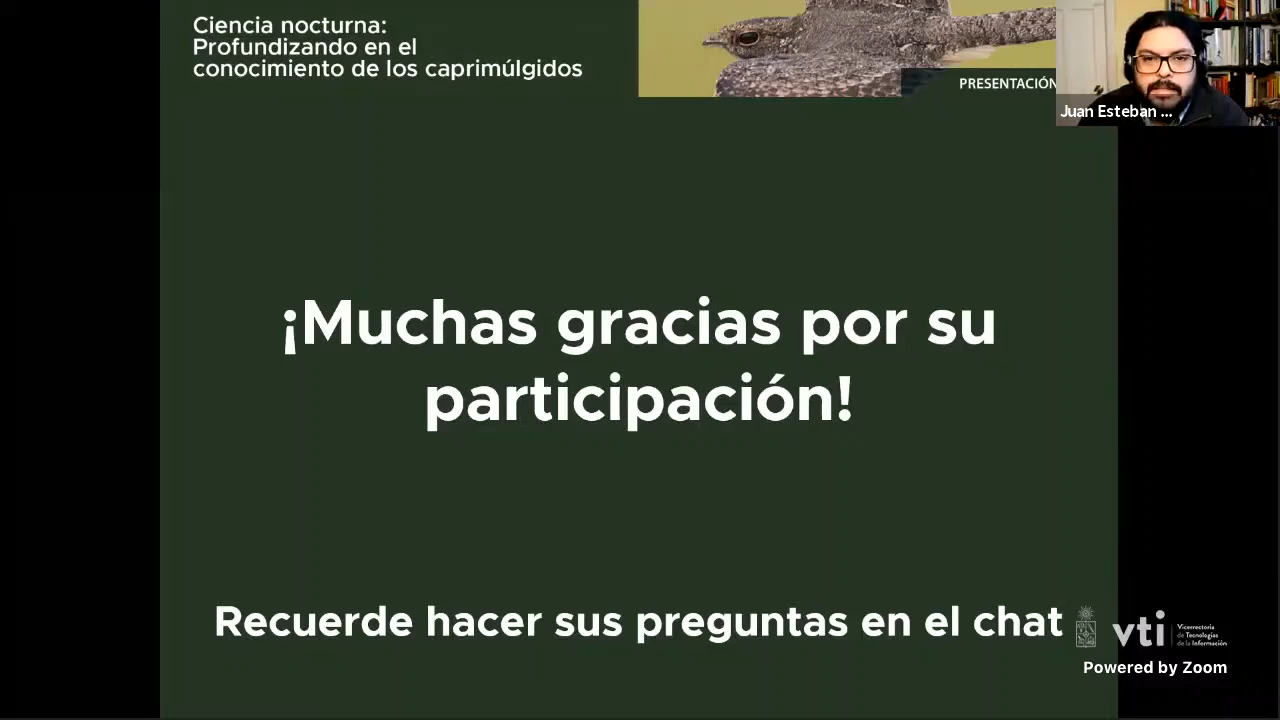 Ciencia nocturna:
Profundizando en el
conocimiento de los caprimúlgidos
PRESENTACIÓN
Juan Esteban ...
¡Muchas gracias por su
participación!
Recuerde hacer sus preguntas en el chat
vti
Vicerrectoría
de Tecnologías
de la Información
Powered by Zoom